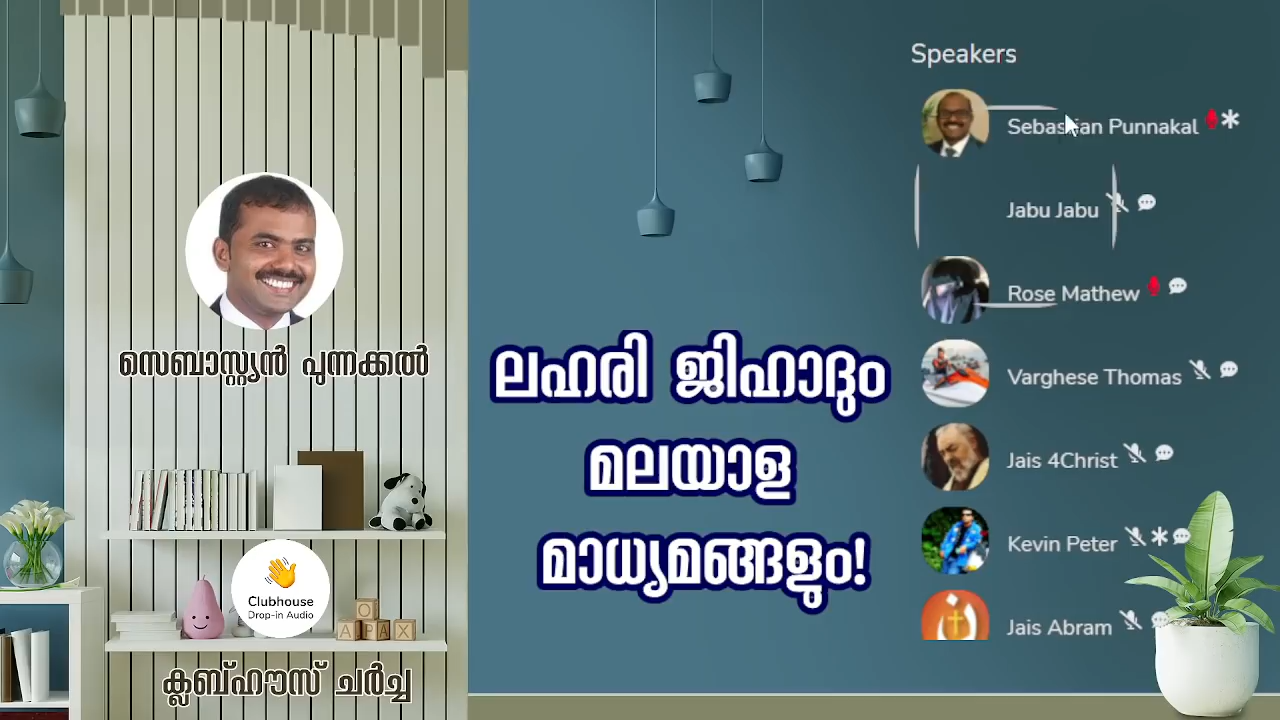 സെബാസ്റ്റ്യൻ പുന്നക്കൽ
Clubhouse
Drop-in Audio
O
A PAX
ക്ലബ്ഹൗസ് ചർച്ച
ലഹരി ജിഹാദും
മലയാള
മാധ്യമങ്ങളും!
Speakers
Sebastian Punnakal
Jabu Jabu
Rose Mathew
Varghese Thomas
Jais 4Christ
Kevin Peter
Jais Abram